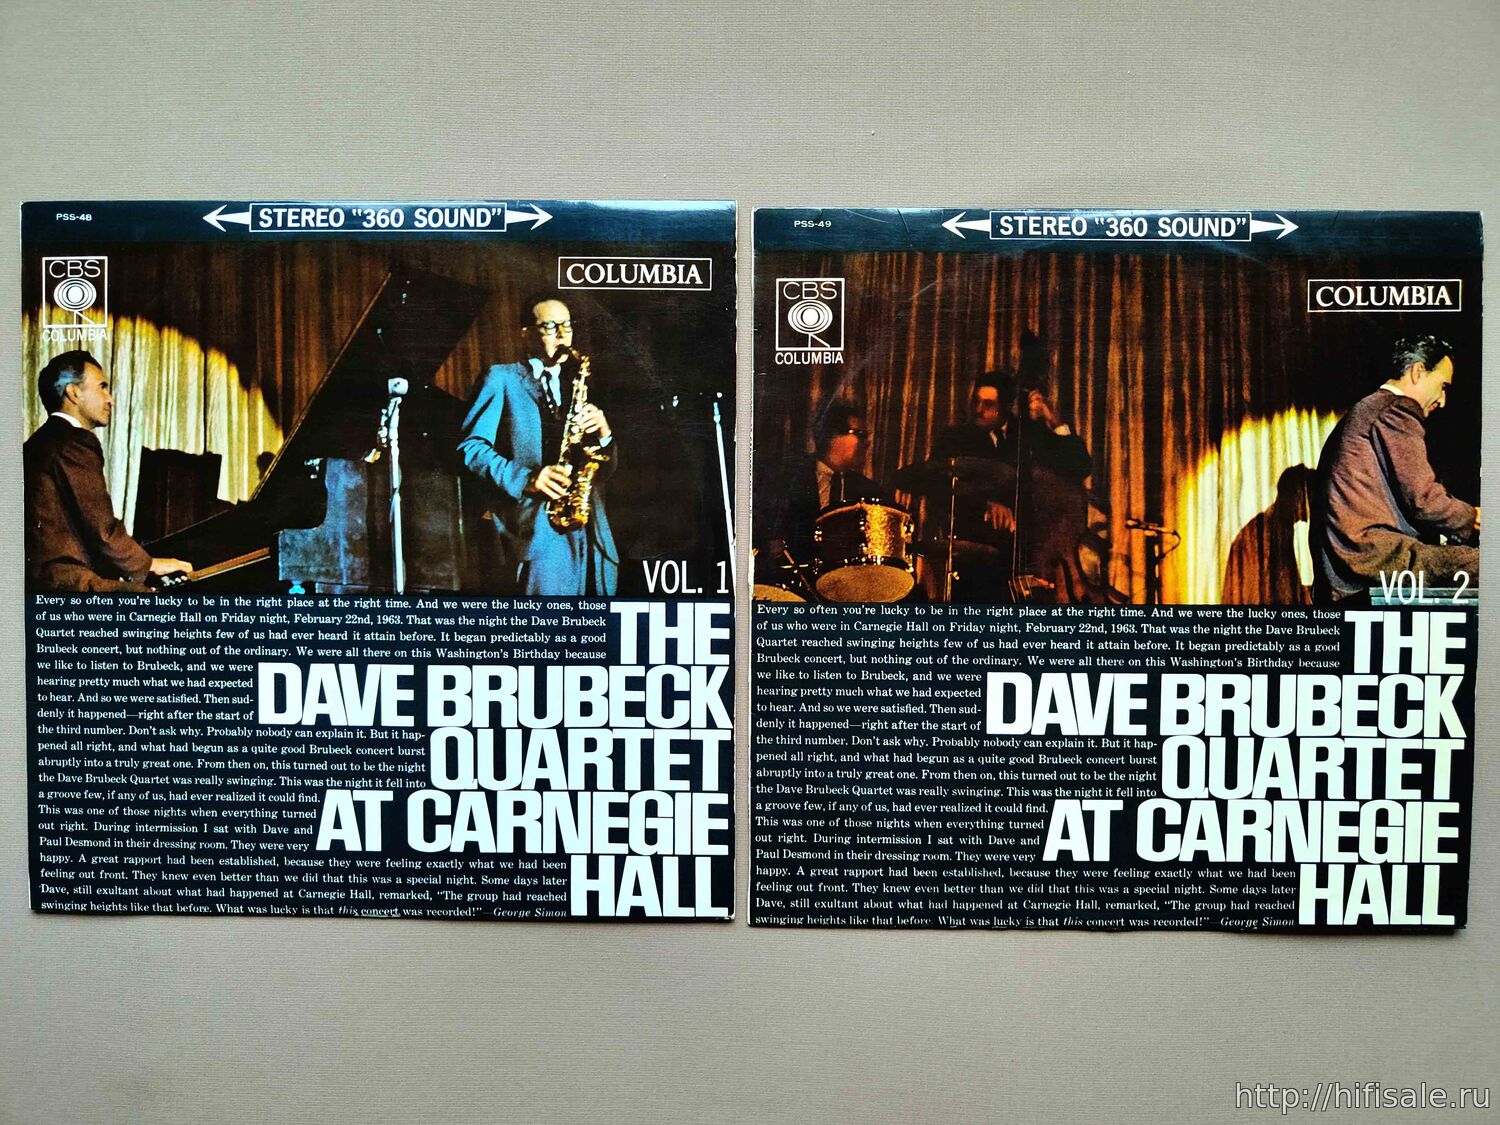 PSS-48
STEREO "360 SOUND"
CBS
COLUMBIA
COLUMBIA
VOL. 1
Every so often you're lucky to be in the right place at the right time. And we were the lucky ones, those
of us who were in Carnegie Hall on Friday night, February 22nd, 1963. That was the night the Dave Brubeck
Quartet reached swinging heights few of us had ever heard it attain before. It began predictably as a good
Brubeck concert, but nothing out of the ordinary. We were all there on this Washington's Birthday because
we like to listen to Brubeck, and we were
hearing pretty much what we had expected
to hear. And so we were satisfied. Then sud-
denly it happened—right after the start of
the third number. Don't ask why. Probably nobody can explain it. But it hap-
pened all right, and what had begun as a quite good Brubeck concert burst
abruptly into a truly great one. From then on, this turned out to be the night
the Dave Brubeck Quartet was really swinging. This was the night it fell into
a groove few, if any of us, had ever realized it could find.
This was one of those nights when everything turned
out right. During intermission I sat with Dave and
Paul Desmond in their dressing room. They were very
happy. A great rapport had been established, because they were feeling exactly what we had been
feeling out front. They knew even better than we did that this was a special night. Some days later
Dave, still exultant about what had happened at Carnegie Hall, remarked, "The group had reached
swinging heights like that before. What was lucky is that this concert was recorded!"—George Simon
THE
DAVE BRUBECK
QUARTET
AT CARNEGIE
HALL
PSS-49
STEREO "360 SOUND"
CBS
COLUMBIA
COLUMBIA
VOL. 2
Every so often you're lucky to be in the right place at the right time. And we were the lucky ones, those
of us who were in Carnegie Hall on Friday night, February 22nd, 1963. That was the night the Dave Brubeck
Quartet reached swinging heights few of us had ever heard it attain before. It began predictably as a good
Brubeck concert, but nothing out of the ordinary. We were all there on this Washington's Birthday because
we like to listen to Brubeck, and we were
hearing pretty much what we had expected
to hear. And so we were satisfied. Then sud-
denly it happened—right after the start of
the third number. Don't ask why. Probably nobody can explain it. But it hap-
pened all right, and what had begun as a quite good Brubeck concert burst
abruptly into a truly great one. From then on, this turned out to be the night
the Dave Brubeck Quartet was really swinging. This was the night it fell into
a groove few, if any of us, had ever realized it could find.
This was one of those nights when everything turned
out right. During intermission I sat with Dave and
Paul Desmond in their dressing room. They were very
happy. A great rapport had been established, because they were feeling exactly what we had been
feeling out front. They knew even better than we did that this was a special night. Some days later
Dave, still exultant about what had happened at Carnegie Hall, remarked, "The group had reached
swinging heights like that before. What was lucky is that this concert was recorded!"—George Simon
THE
DAVE BRUBECK
QUARTET
AT CARNEGIE
HALL
http://hifisale.ru